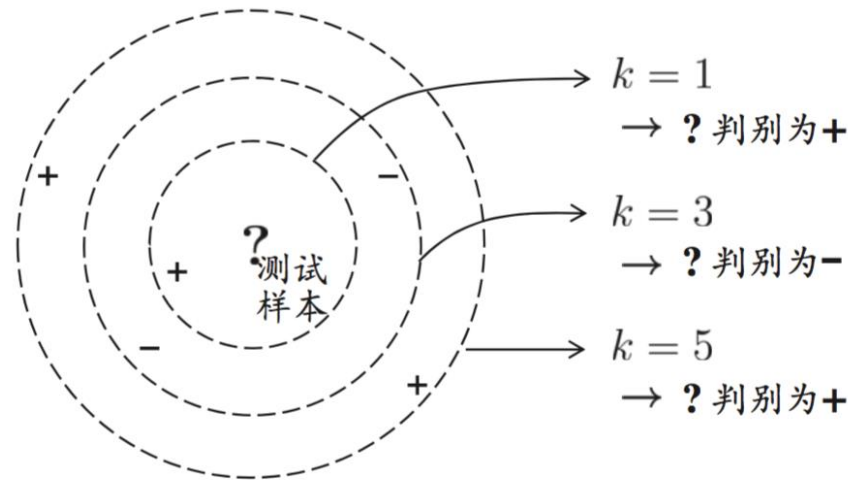 k = 1
→ ? 判别为+
+
−
k = 3
?
测试
样本
+
→ ? 判别为−
−
k = 5
+
→ ? 判别为+